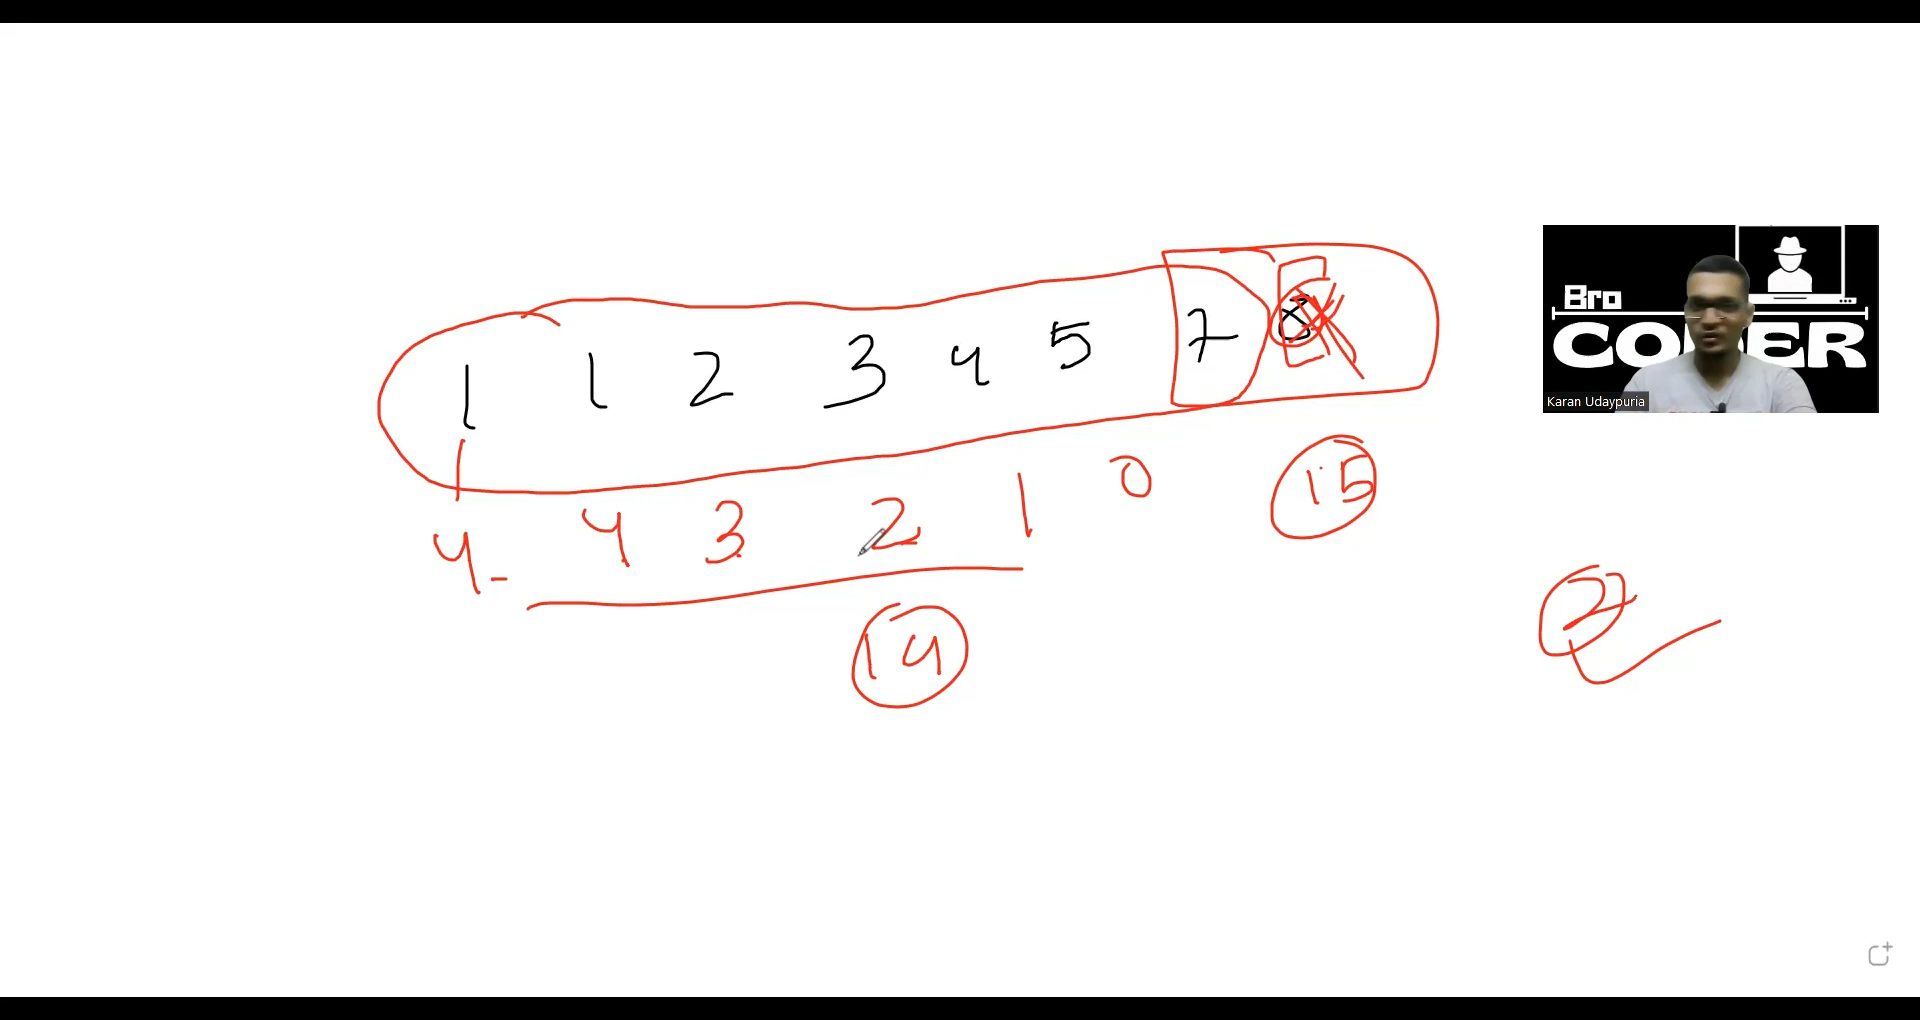 1 1 2 3 4 5 7 8
4 - 4 3 2 1 0 15
14
2
Bro
CODER
Karan Udaypuria